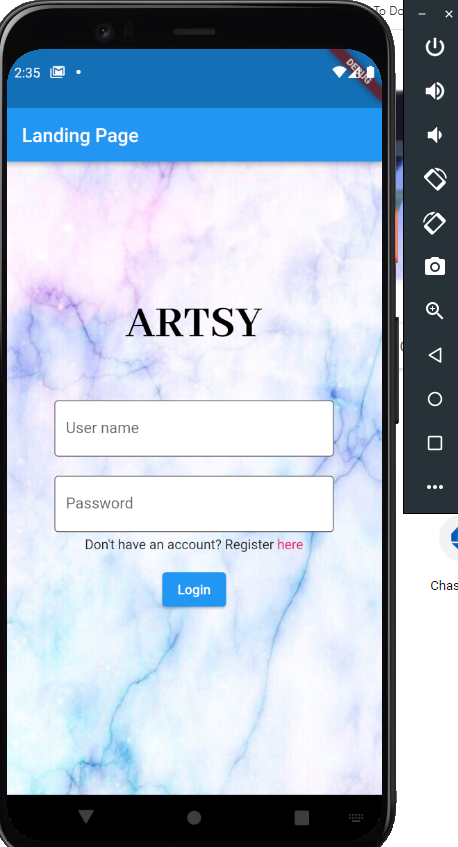 To Do
2:35
DEBUG
Landing Page
ARTSY
User name
Password
Don't have an account? Register here
Login
Chas